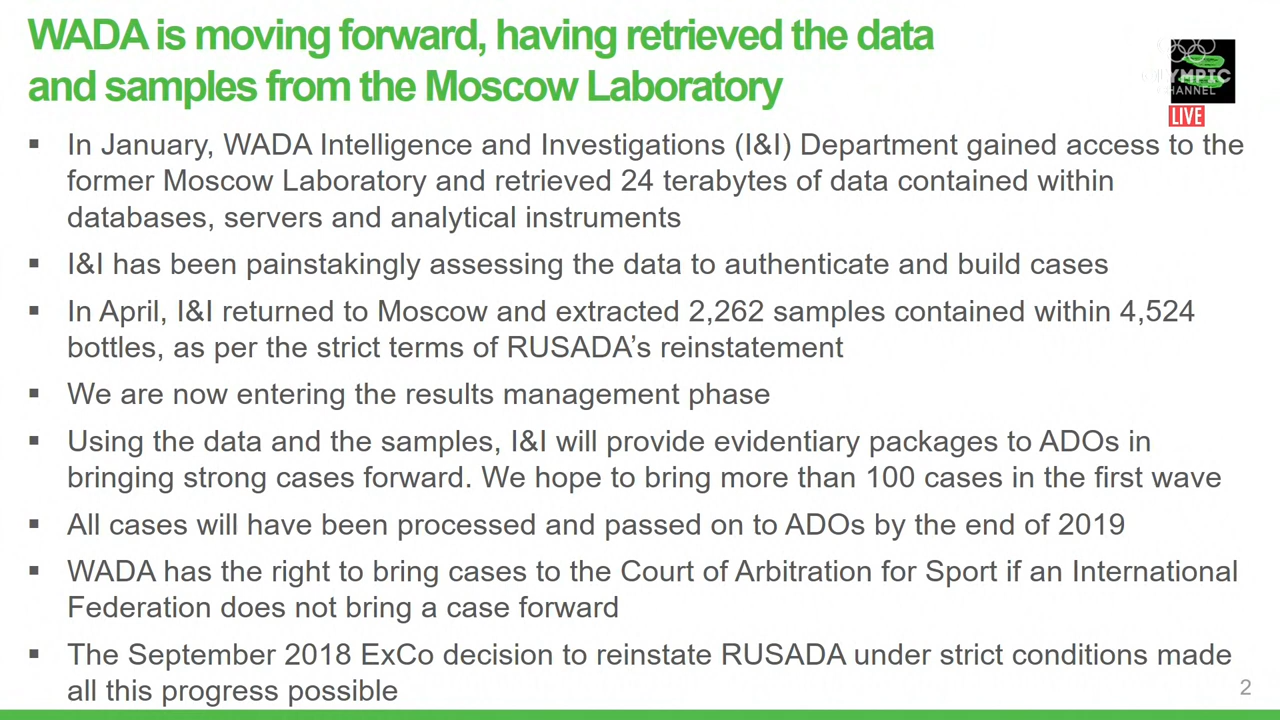 WADA is moving forward, having retrieved the data
and samples from the Moscow Laboratory
OLYMPIC
CHANNEL
LIVE
▪ In January, WADA Intelligence and Investigations (I&I) Department gained access to the
former Moscow Laboratory and retrieved 24 terabytes of data contained within
databases, servers and analytical instruments
▪ I&I has been painstakingly assessing the data to authenticate and build cases
▪ In April, I&I returned to Moscow and extracted 2,262 samples contained within 4,524
bottles, as per the strict terms of RUSADA’s reinstatement
▪ We are now entering the results management phase
▪ Using the data and the samples, I&I will provide evidentiary packages to ADOs in
bringing strong cases forward. We hope to bring more than 100 cases in the first wave
▪ All cases will have been processed and passed on to ADOs by the end of 2019
▪ WADA has the right to bring cases to the Court of Arbitration for Sport if an International
Federation does not bring a case forward
▪ The September 2018 ExCo decision to reinstate RUSADA under strict conditions made
all this progress possible
2